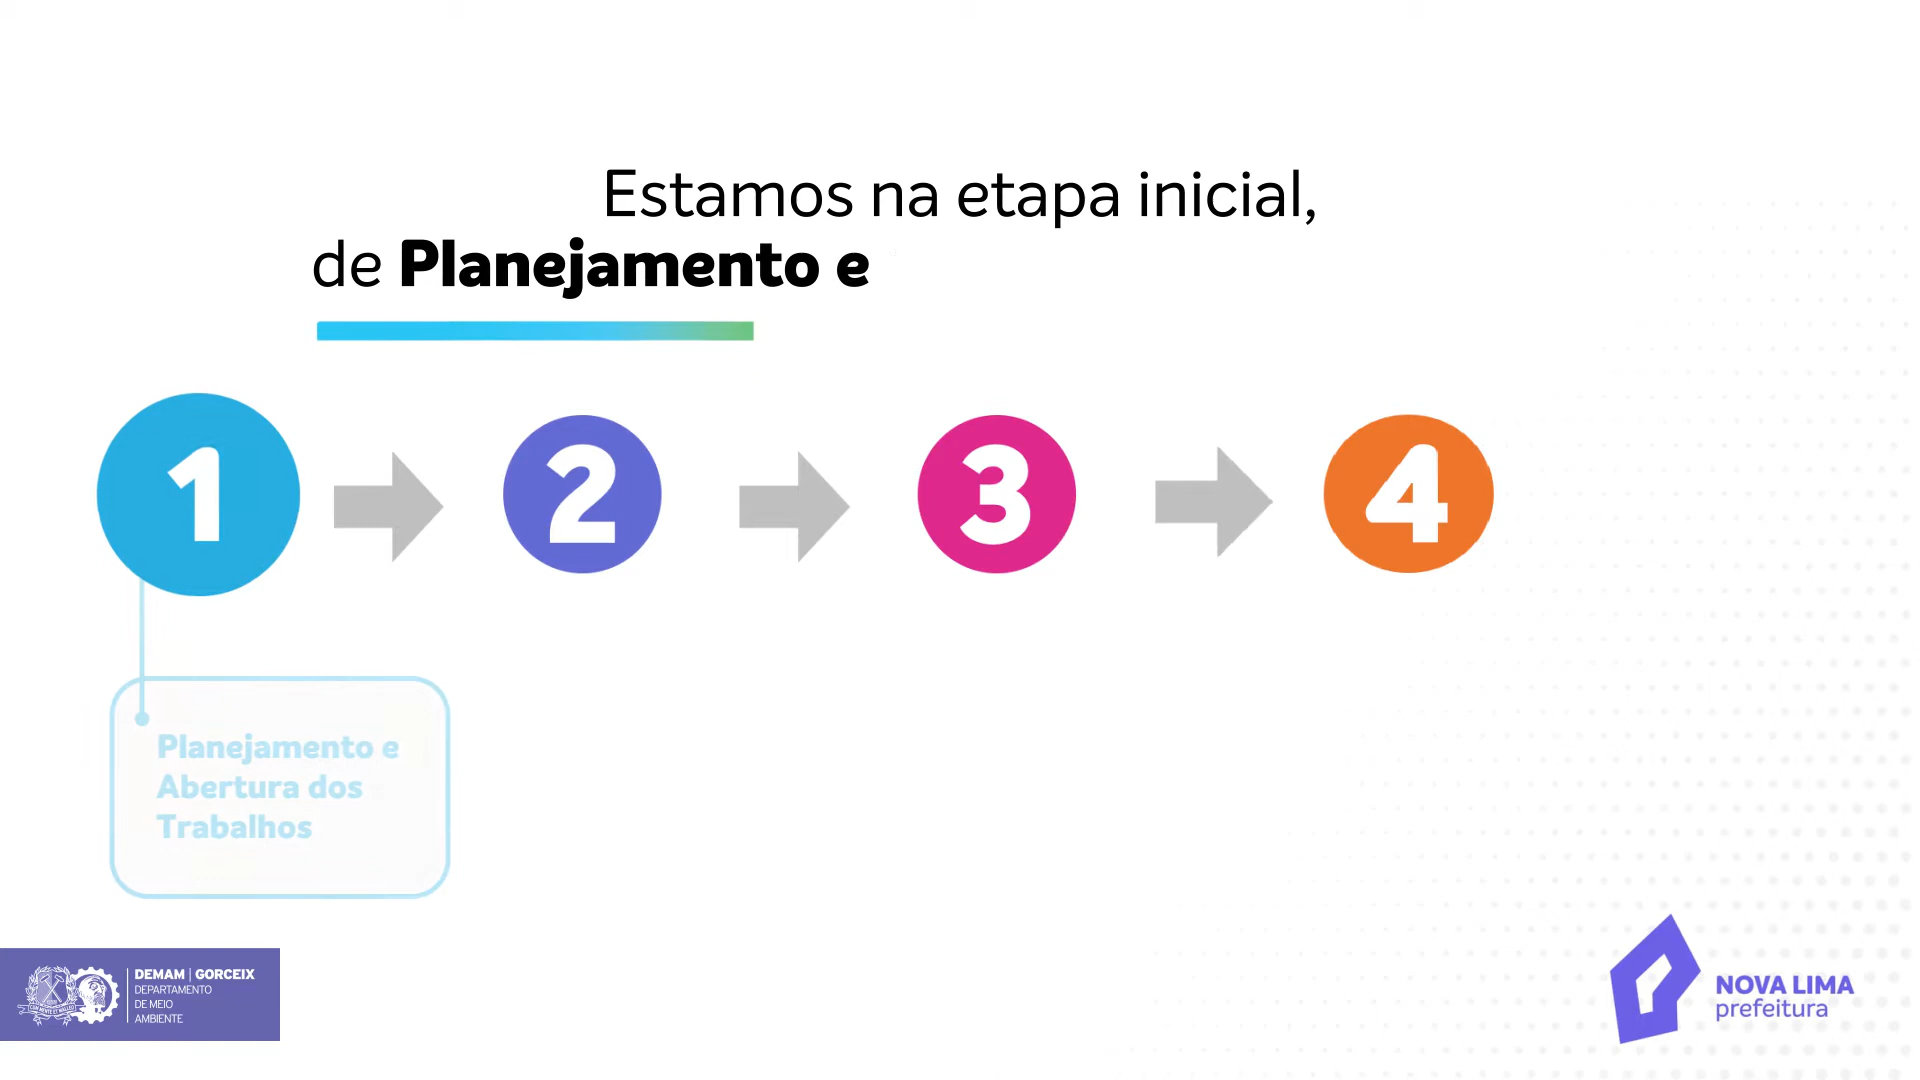 Estamos na etapa inicial,
de Planejamento e
1
2
3
4
Planejamento e
Abertura dos
Trabalhos
DEMAM | GORCEIX
DEPARTAMENTO
DE MEIO
AMBIENTE
NOVA LIMA
prefeitura